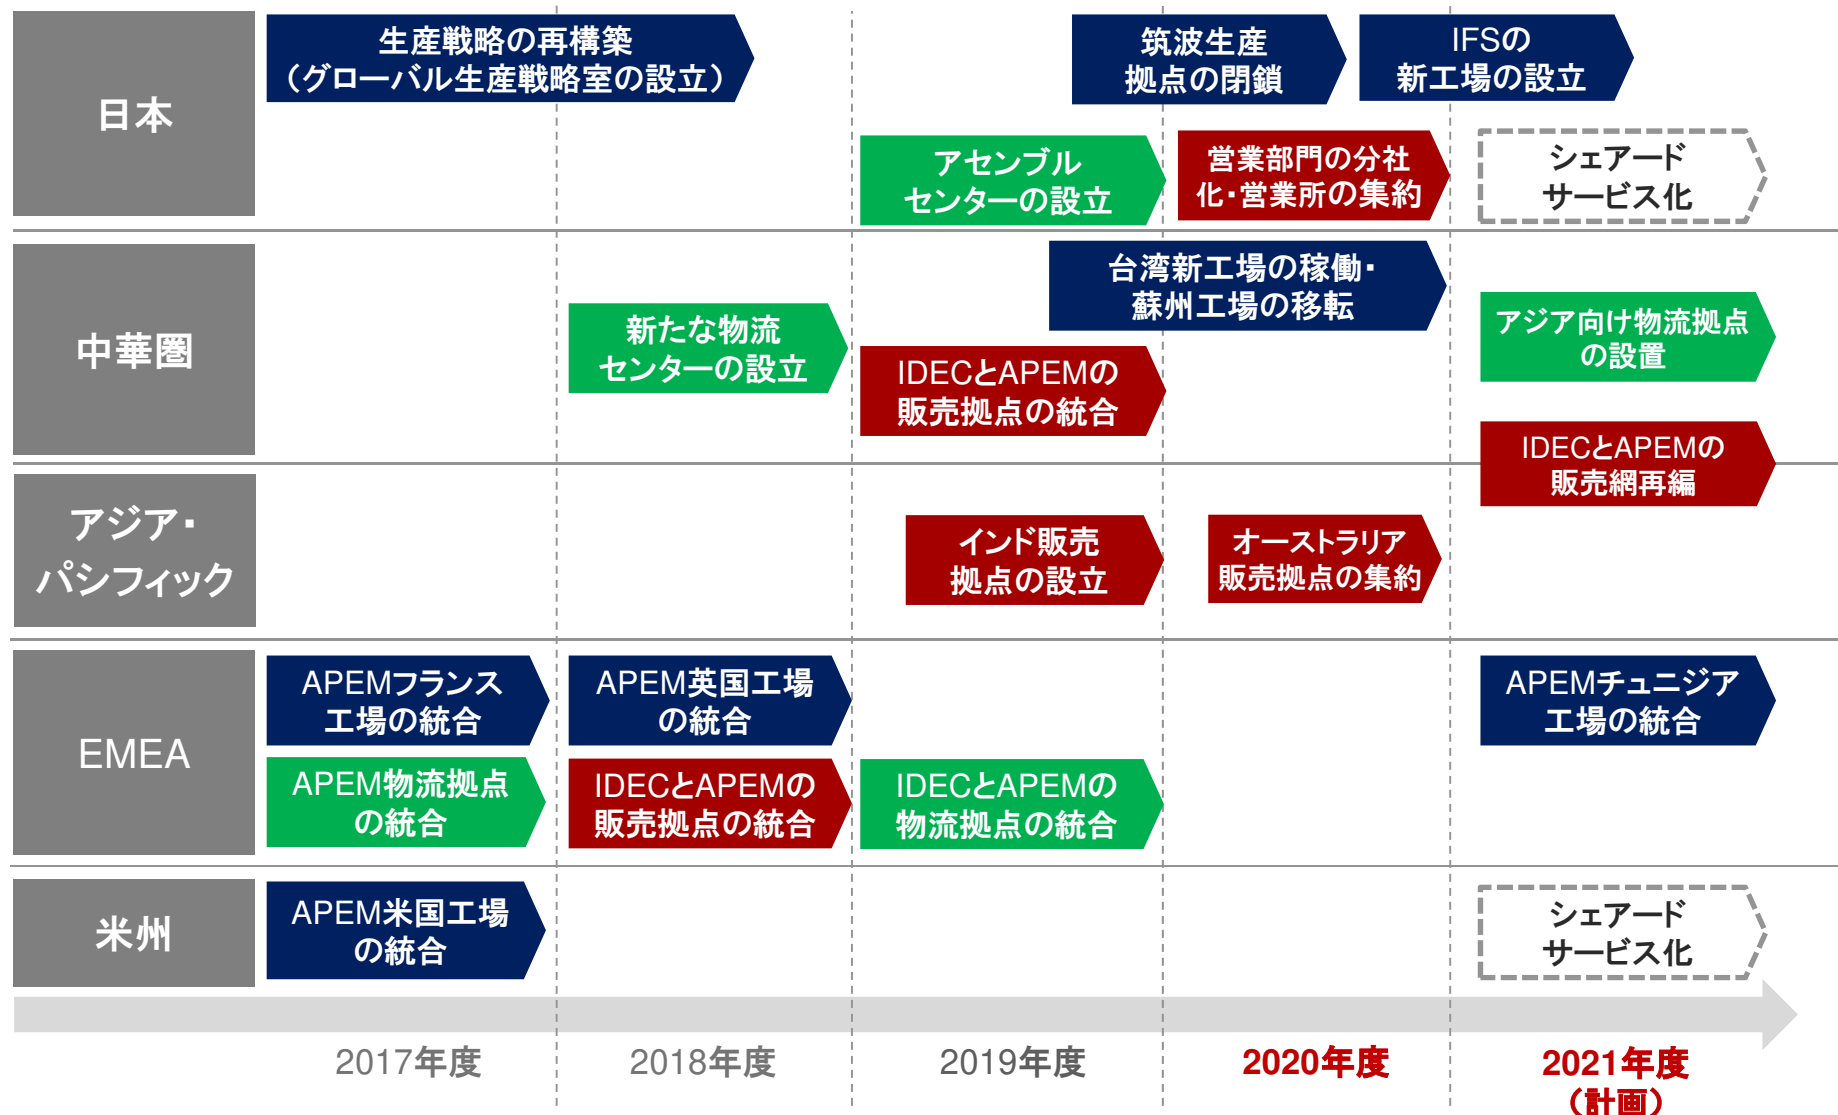 日本
生産戦略の再構築
（グローバル生産戦略室の設立）
筑波生産
拠点の閉鎖
IFSの
新工場の設立
アセンブル
センターの設立
営業部門の分社
化・営業所の集約
シェアード
サービス化
中華圏
新たな物流
センターの設立
台湾新工場の稼働・
蘇州工場の移転
IDECとAPEMの
販売拠点の統合
アジア向け物流拠点
の設置
IDECとAPEMの
販売網再編
アジア・
パシフィック
インド販売
拠点の設立
オーストラリア
販売拠点の集約
EMEA
APEMフランス
工場の統合
APEM英国工場
の統合
APEMチュニジア
工場の統合
APEM物流拠点
の統合
IDECとAPEMの
販売拠点の統合
IDECとAPEMの
物流拠点の統合
米州
APEM米国工場
の統合
シェアード
サービス化
2017年度
2018年度
2019年度
2020年度
2021年度
（計画）